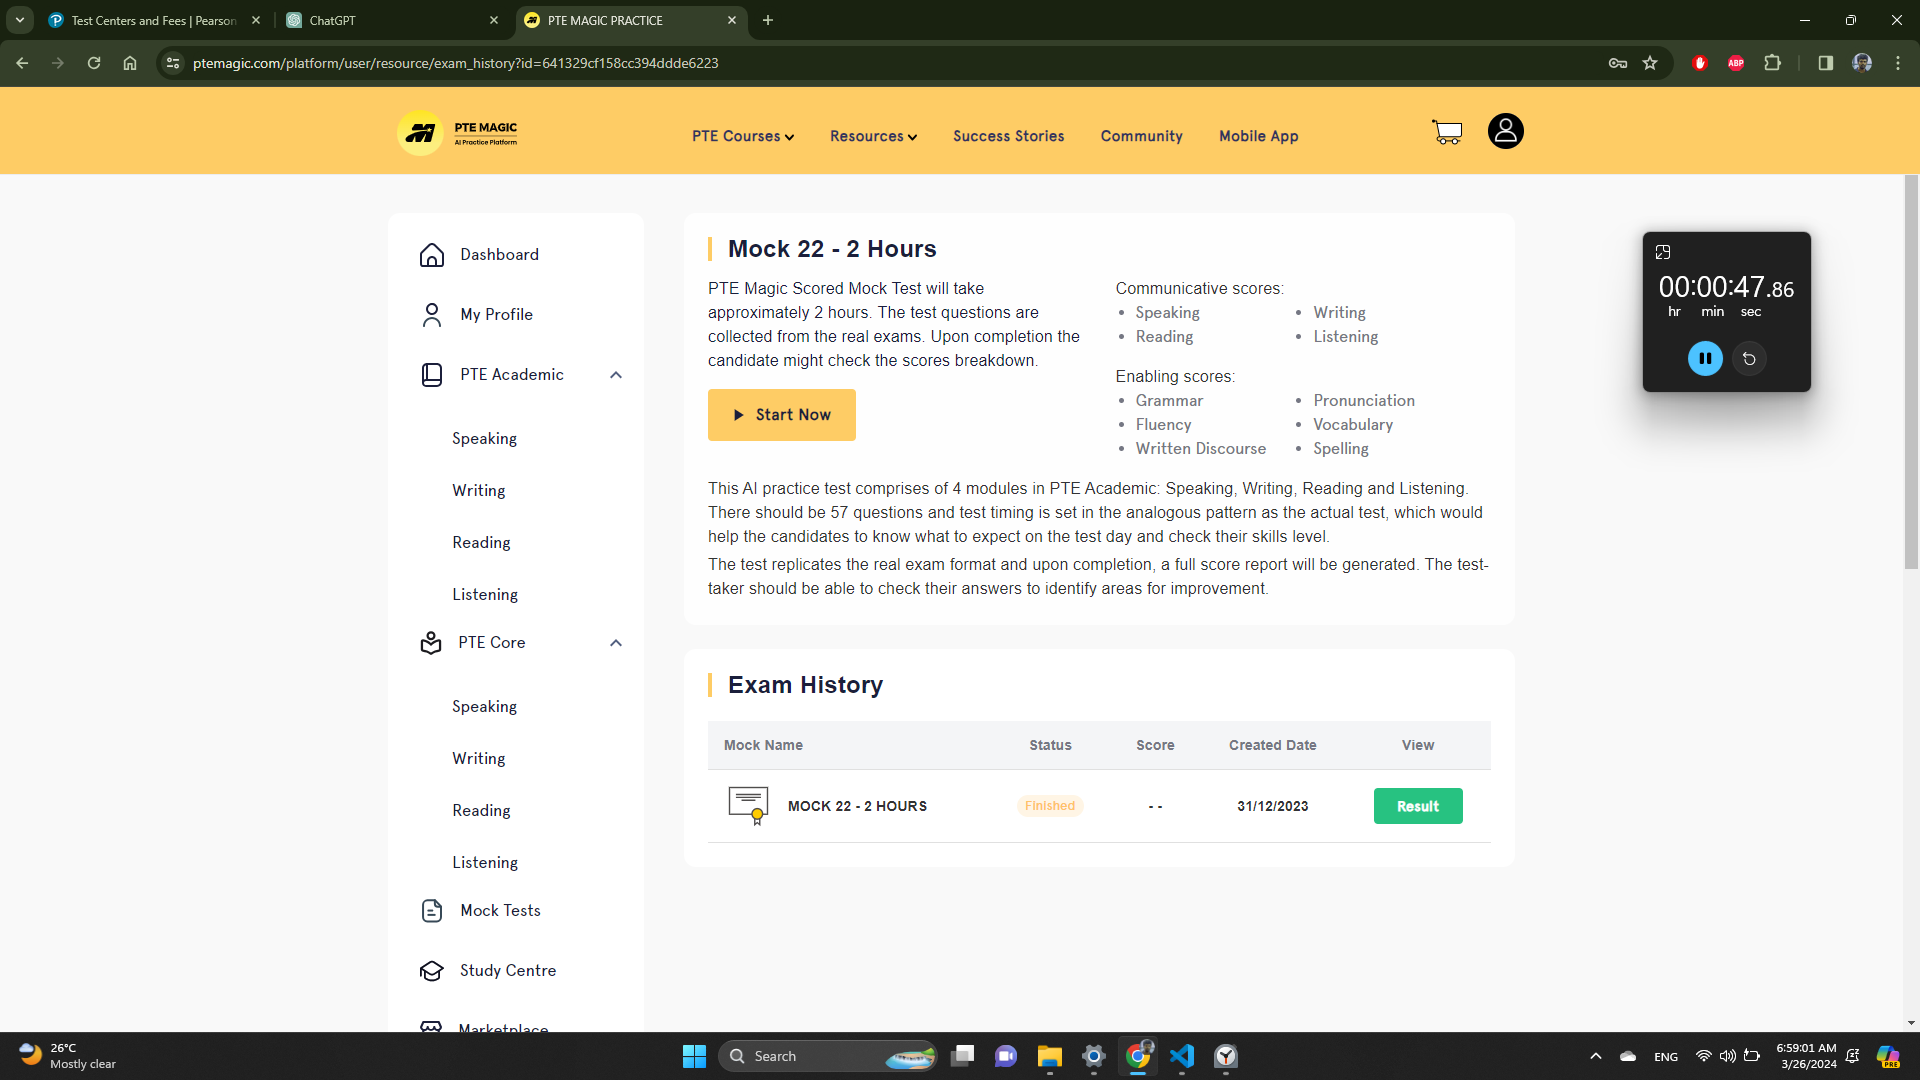 Test Centers and Fees | Pearson
ChatGPT
PTE MAGIC PRACTICE
ptemagic.com/platform/user/resource/exam_history?id=641329cf158cc394ddde6223
ABP
PTE MAGIC
AI Practice Platform
PTE Courses
Resources
Success Stories
Community
Mobile App
Dashboard
My Profile
PTE Academic
Speaking
Writing
Reading
Listening
PTE Core
Speaking
Writing
Reading
Listening
Mock Tests
Study Centre
Marketplace
Mock 22 - 2 Hours
PTE Magic Scored Mock Test will take
approximately 2 hours. The test questions are
collected from the real exams. Upon completion the
candidate might check the scores breakdown.
Start Now
Communicative scores:
• Speaking
• Writing
• Reading
• Listening
Enabling scores:
• Grammar
• Pronunciation
• Fluency
• Vocabulary
• Written Discourse
• Spelling
This AI practice test comprises of 4 modules in PTE Academic: Speaking, Writing, Reading and Listening.
There should be 57 questions and test timing is set in the analogous pattern as the actual test, which would
help the candidates to know what to expect on the test day and check their skills level.
The test replicates the real exam format and upon completion, a full score report will be generated. The test-
taker should be able to check their answers to identify areas for improvement.
Exam History
Mock Name Status Score Created Date View
MOCK 22 - 2 HOURS Finished - - 31/12/2023 Result
00:00:47.86
hr min sec
26°C
Mostly clear
Search
ENG
6:59:01 AM
3/26/2024
PRE